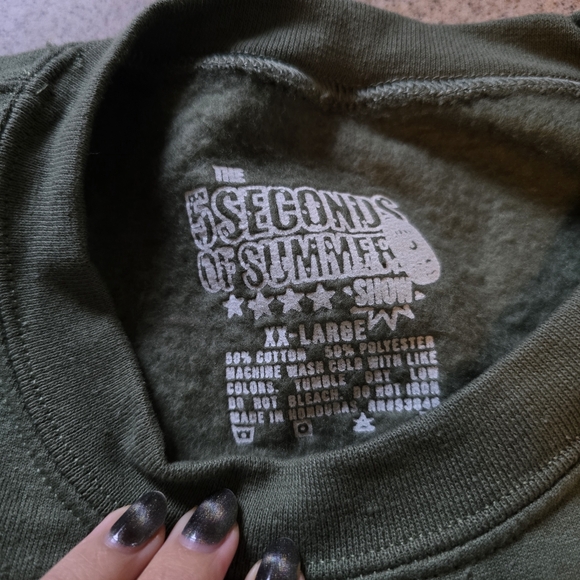 THE
5 SECONDS
OF SUMMER
SHOW
XX-LARGE
50% COTTON 50% POLYESTER
MACHINE WASH COLD WITH LIKE
COLORS. TUMBLE DRY LOW
DO NOT BLEACH. DO NOT IRON
MADE IN HONDURAS